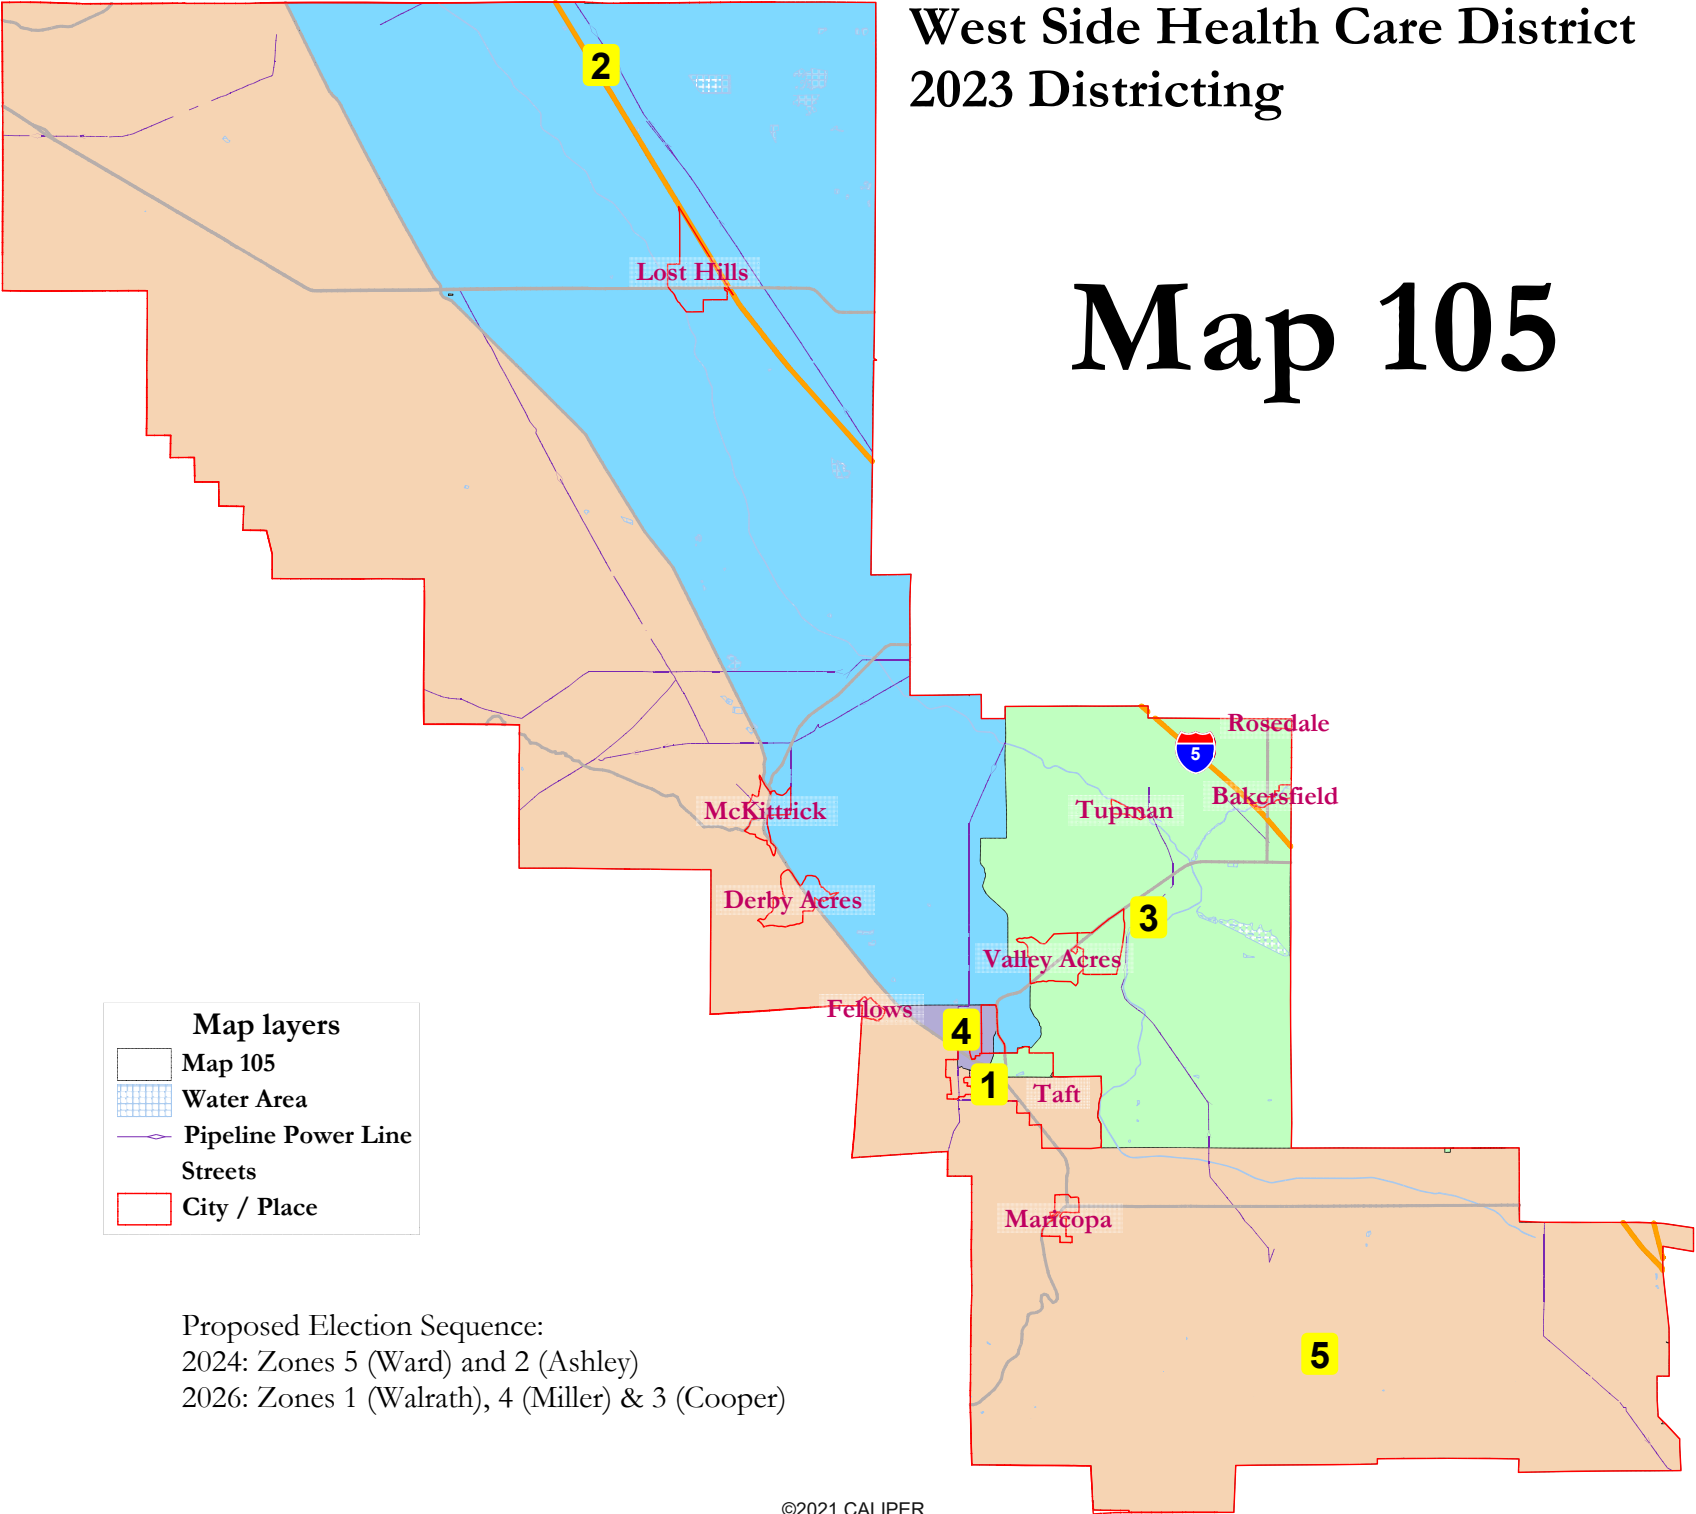 West Side Health Care District
2023 Districting
2
Lost Hills
Map 105
Rosedale
5
Bakersfield
Tupman
McKittrick
Derby Acres
3
Valley Acres
Fellows
4
1
Taft
Maricopa
5
Map layers
Map 105
Water Area
Pipeline Power Line
Streets
City / Place
Proposed Election Sequence:
2024: Zones 5 (Ward) and 2 (Ashley)
2026: Zones 1 (Walrath), 4 (Miller) & 3 (Cooper)
©2021 CALIPER